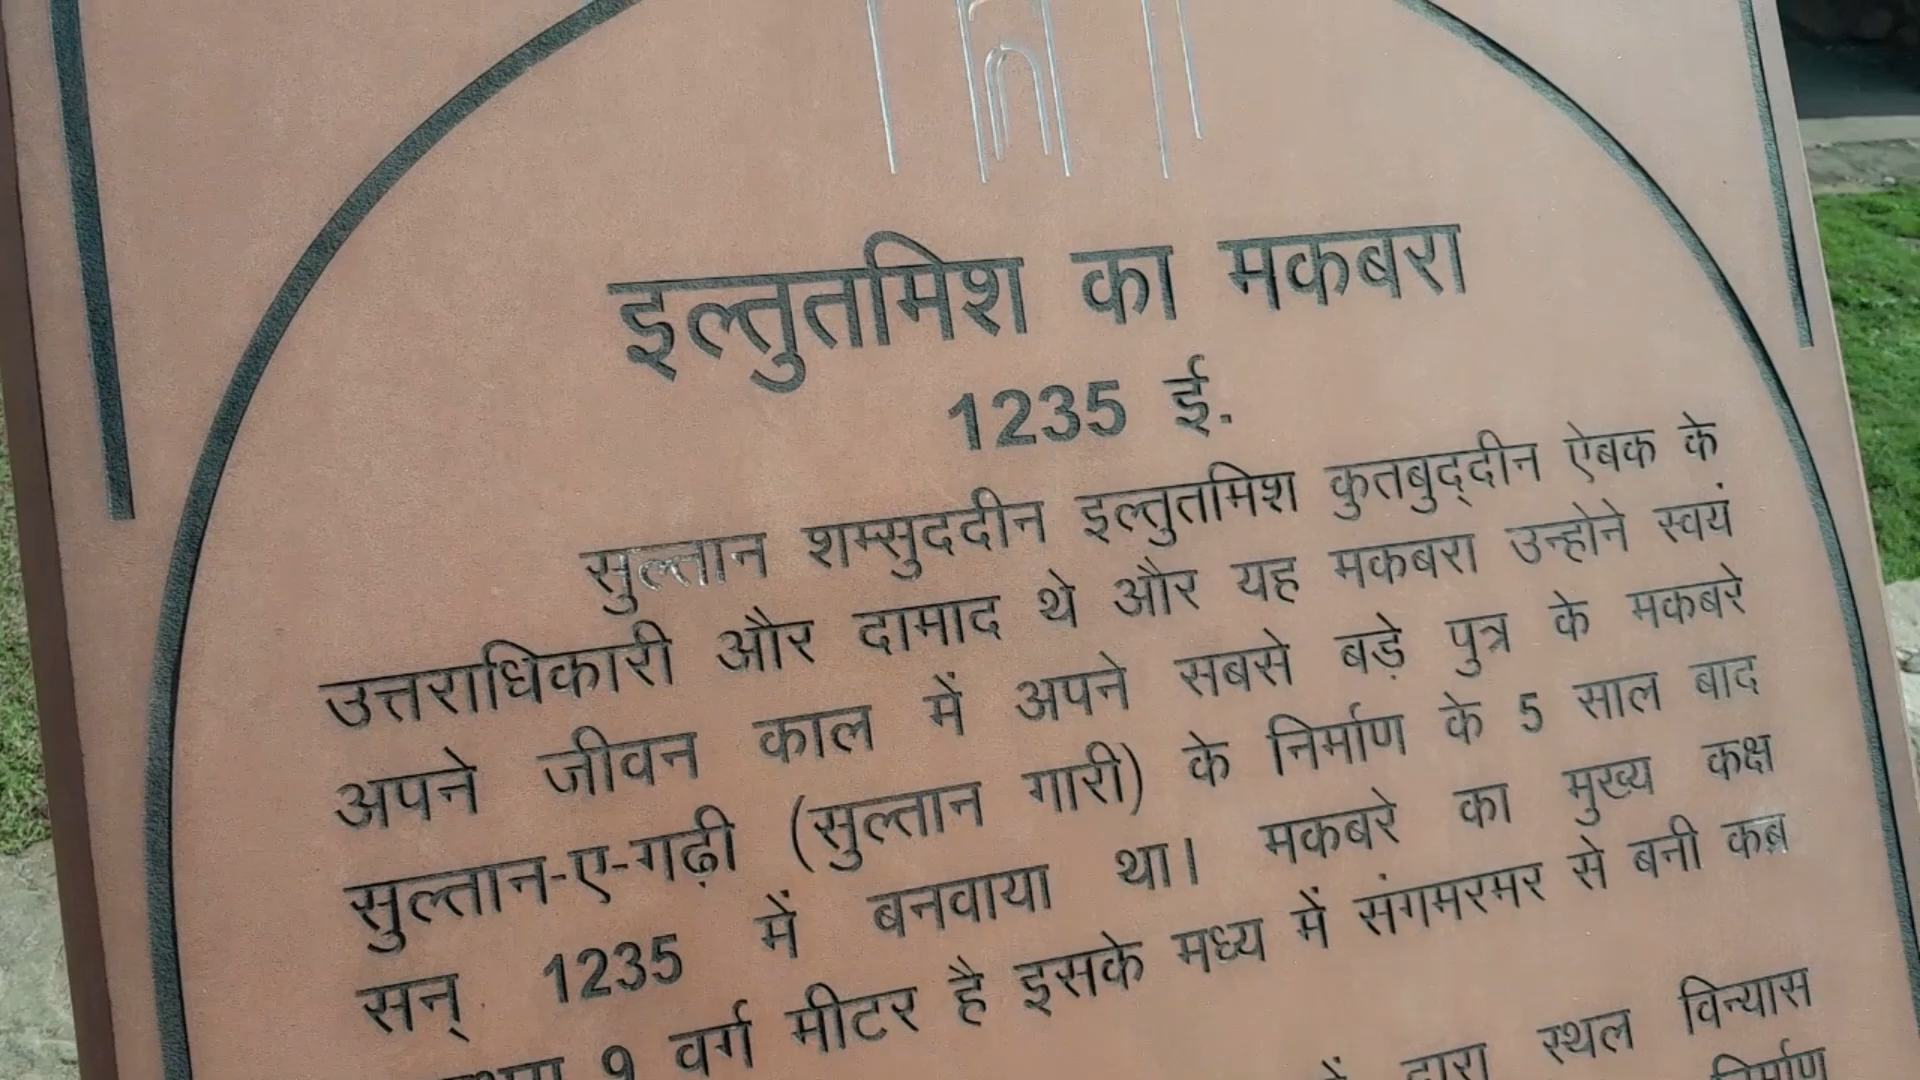 इल्तुतमिश का मकबरा
1235 ई.
सुल्तान शम्सुददीन इल्तुतमिश कुतबुद्‌दीन ऐबक के
उत्तराधिकारी और दामाद थे और यह मकबरा उन्होने स्वयं
अपने जीवन काल में अपने सबसे बड़े पुत्र के मकबरे
सुल्तान-ए-गढ़ी (सुल्तान गारी) के निर्माण के 5 साल बाद
सन् 1235 में बनवाया था। मकबरे का मुख्य कक्ष
9 वर्ग मीटर है इसके मध्य में संगमरमर से बनी कब्र
स्थल विन्यास
निर्माण